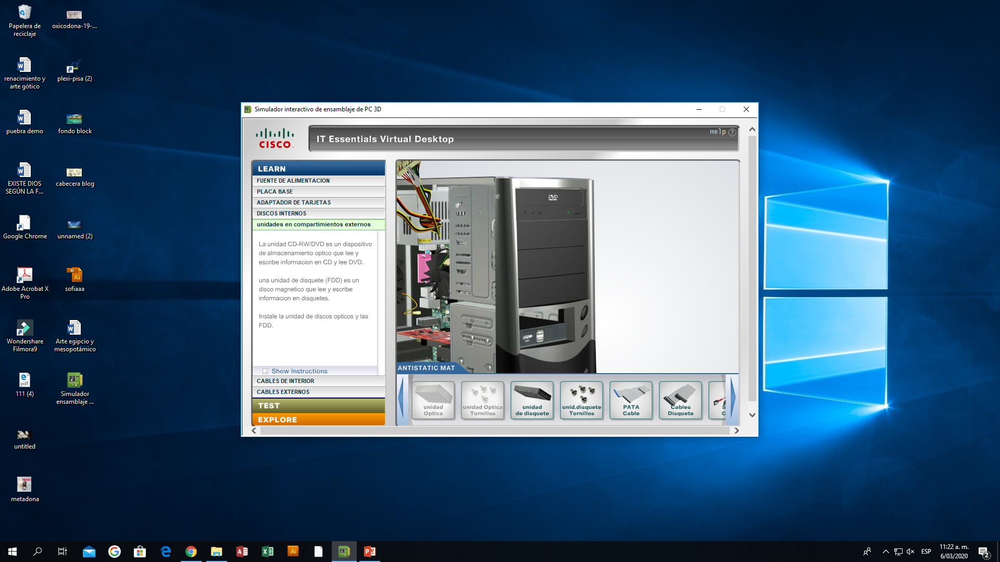 Papelera de
reciclaje
oxicodona-19-...
renacimiento y
arte gótico
plexi-pisa (2)
puebra demo
fondo block
EXISTE DIOS
SEGÚN LA F...
cabecera blog
Google Chrome
unnamed (2)
Adobe Acrobat X
Pro
sofiaaa
Wondershare
Filmora9
Arte egipcio y
mesopotámico
111 (4)
Simulador
ensamblaje ...
untitled
metadona
Simulador interactivo de ensamblaje de PC 3D
CISCO
IT Essentials Virtual Desktop
Help ?
LEARN
FUENTE DE ALIMENTACION
PLACA BASE
ADAPTADOR DE TARJETAS
DISCOS INTERNOS
unidades en compartimientos externos
La unidad CD-RW/DVD es un dispositivo
de almacenamiento optico que lee y
escribe informacion en CD y lee DVD.
una unidad de disquete (FDD) es un
disco magnetico que lee y escribe
informacion en disquetes.
Instale la unidad de discos opticos y las
FDD.
Show Instructions
CABLES DE INTERIOR
CABLES EXTERNOS
TEST
EXPLORE
DVD
ANTISTATIC MAT
unidad
Optica
unidad Optica
Tornillos
unidad
de disquete
unid.disquete
Tornillos
PATA
Cable
Cables
Disquete
S
C
ESP
11:22 a. m.
6/03/2020
2